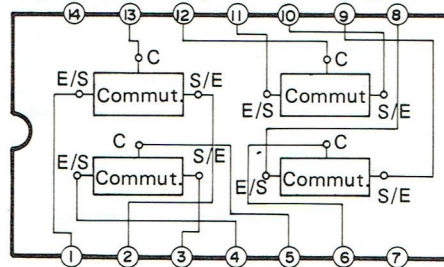 14 13 12 11 10 9 8
C C
E/S Commut. S/E E/S Commut. S/E
C C
E/S Commut. S/E E/S Commut. S/E
1 2 3 4 5 6 7